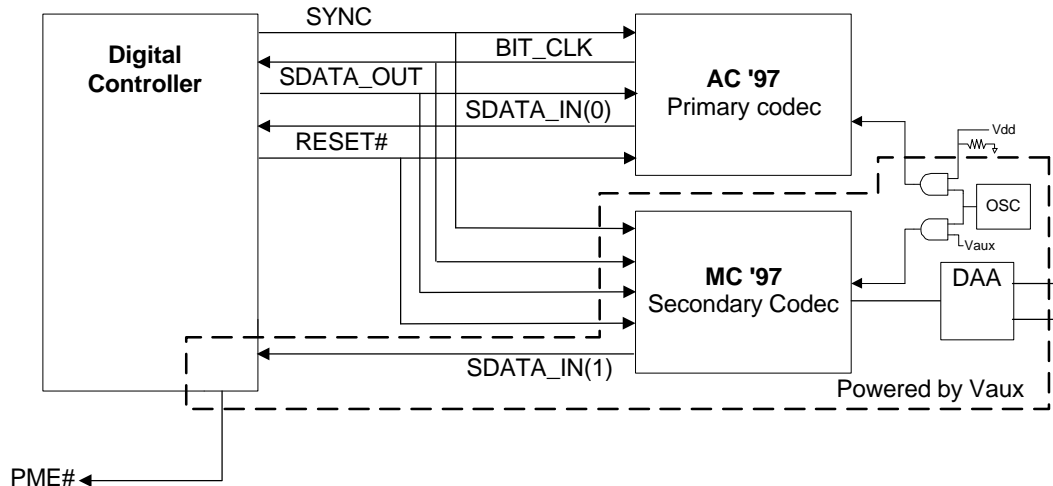 SYNC
Digital
Controller
BIT_CLK
SDATA_OUT
AC '97
Primary codec
SDATA_IN(0)
RESET#
Vdd
OSC
Vaux
MC '97
Secondary Codec
DAA
SDATA_IN(1)
Powered by Vaux
PME#